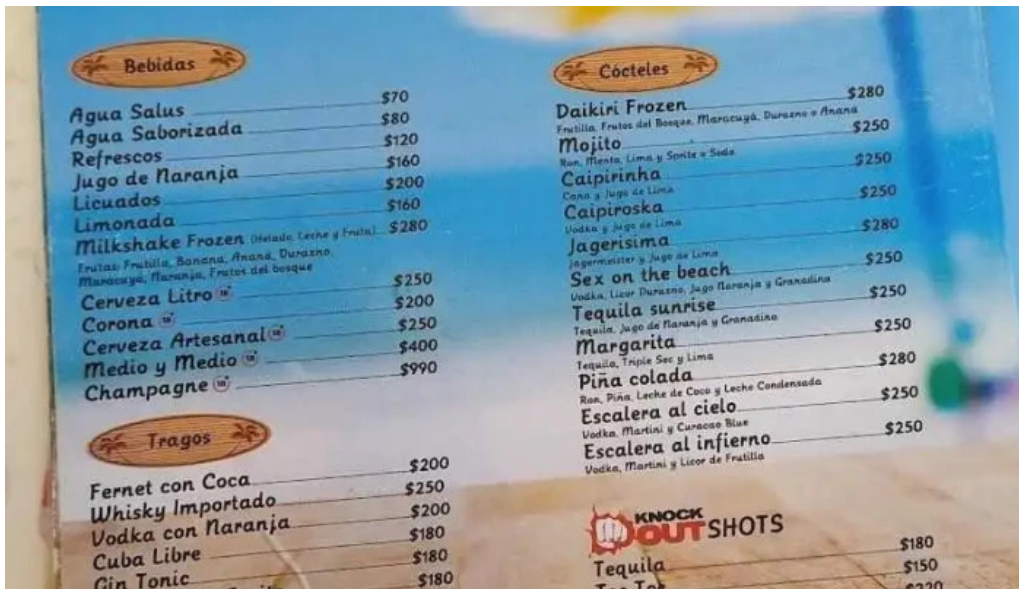 Bebidas
Agua Salus $70
Agua Saborizada $80
Refrescos $120
Jugo de Naranja $160
Licuados $200
Limonada $160
Milkshake Frozen (Helado, Leche y Fruta) $280
Frutas: Frutilla, Banana, Ananá, Durazno,
Maracuyá, Naranja, Frutos del bosque
Cerveza Litro 18 $250
Corona 18 $200
Cerveza Artesanal 18 $250
Medio y Medio 18 $400
Champagne 18 $990
Tragos
Fernet con Coca $200
Whisky Importado $250
Vodka con Naranja $200
Cuba Libre $180
Gin Tonic $180
$180
Cócteles
Daikiri Frozen $280
Frutilla, Frutos del Bosque, Maracuyá, Durazno o Ananá
Mojito $250
Ron, Menta, Lima y Sprite o Soda
Caipirinha $250
Cana y Jugo de Lima
Caipiroska $250
Vodka y Jugo de Lima
Jagerisima $280
Jagermeister y Jugo de Lima
Sex on the beach $250
Vodka, Licor Durazno, Jugo Naranja y Granadina
Tequila sunrise $250
Tequila, Jugo de Naranja y Granadina
Margarita $250
Tequila, Triple Sec y Lima
Piña colada $280
Ron, Piña, Leche de Coco y Leche Condensada
Escalera al cielo $250
Vodka, Martini y Curacao Blue
Escalera al infierno $250
Vodka, Martini y Licor de Frutilla
KNOCK
OUT SHOTS
Tequila $180
$150
$220